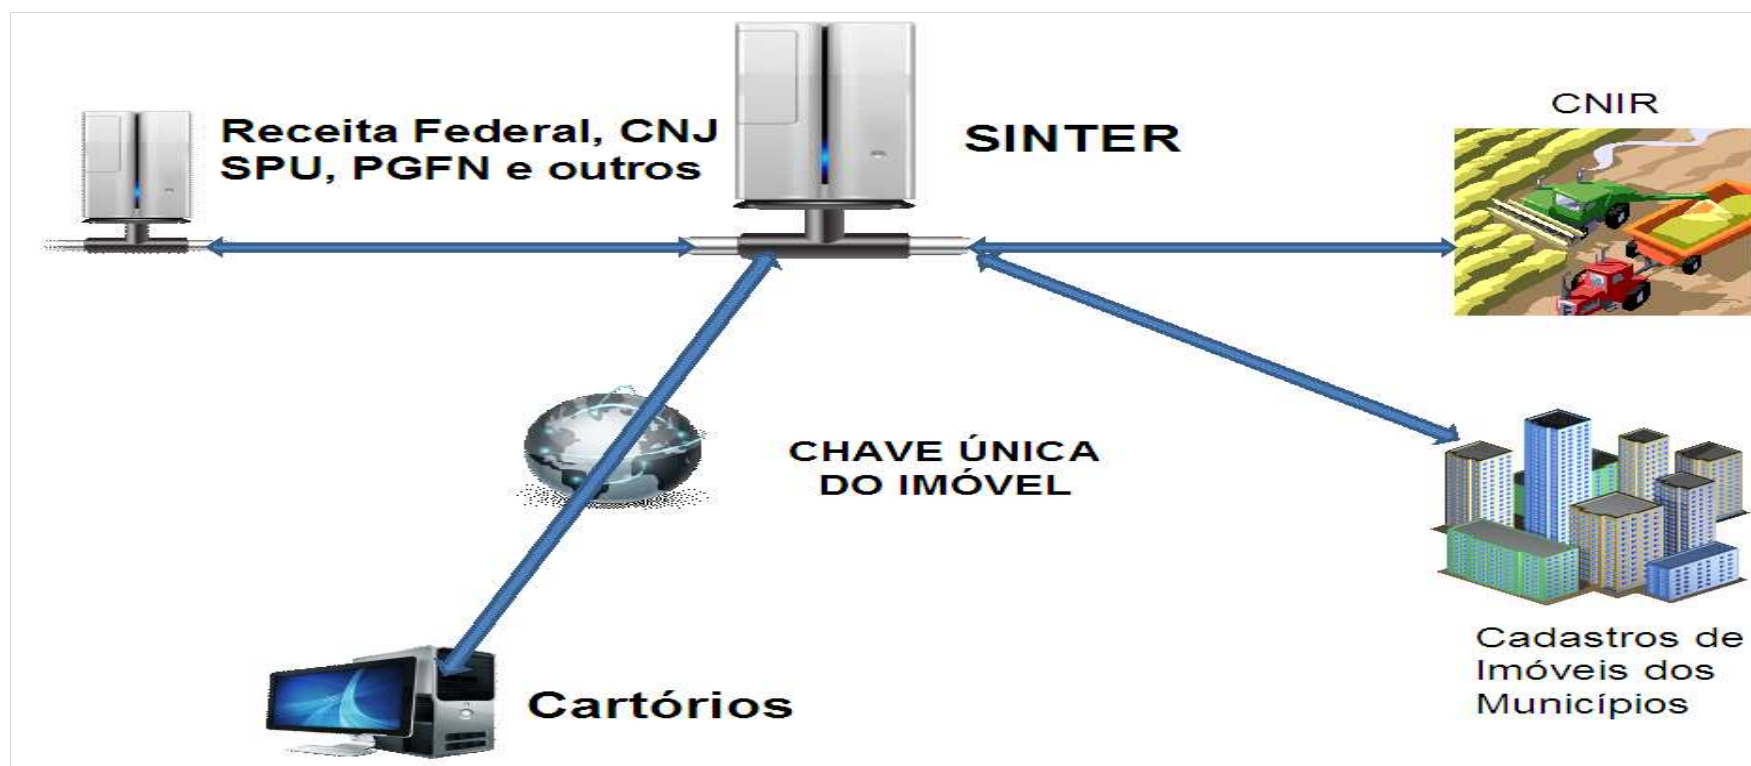 Receita Federal, CNJ
SPU, PGFN e outros
SINTER
CNIR
CHAVE ÚNICA
DO IMÓVEL
Cadastros de
Imóveis dos
Municípios
Cartórios